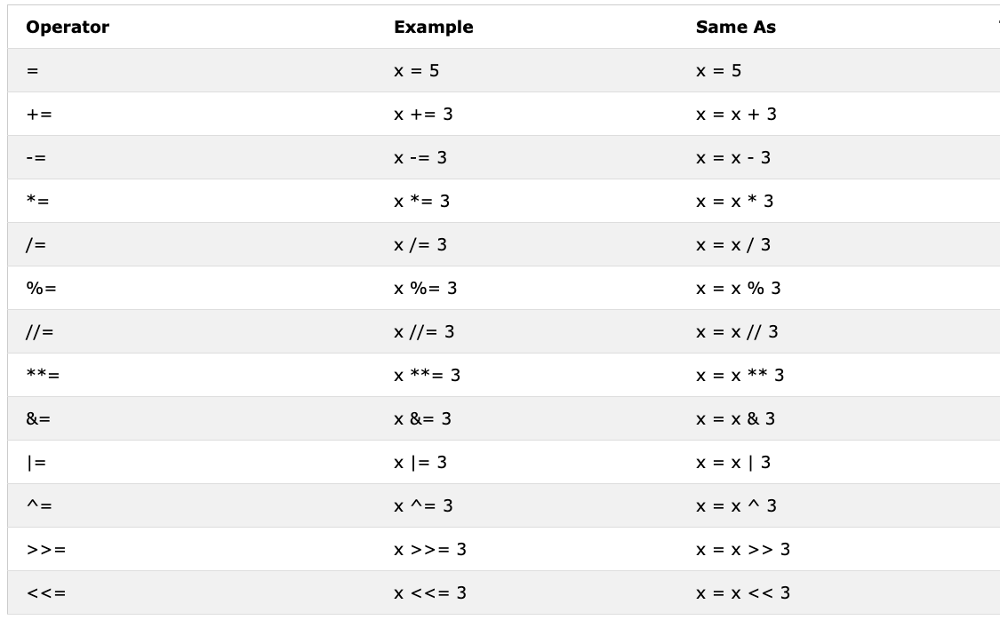 Operator Example Same As
= x = 5 x = 5
+= x += 3 x = x + 3
-= x -= 3 x = x - 3
*= x *= 3 x = x * 3
/= x /= 3 x = x / 3
%= x %= 3 x = x % 3
//= x //= 3 x = x // 3
**= x **= 3 x = x ** 3
&= x &= 3 x = x & 3
|= x |= 3 x = x | 3
^= x ^= 3 x = x ^ 3
>>= x >>= 3 x = x >> 3
<<= x <<= 3 x = x << 3